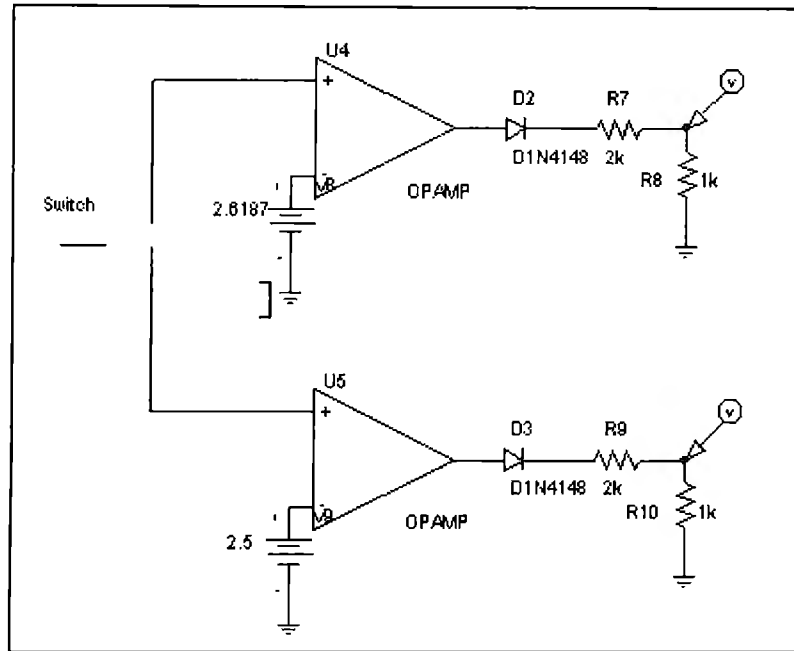 U4
+
D2
R7
v
D1N4148
2k
R8
1k
OPAMP
Switch
2.6187
U5
+
D3
R9
v
D1N4148
2k
R10
1k
OPAMP
2.5